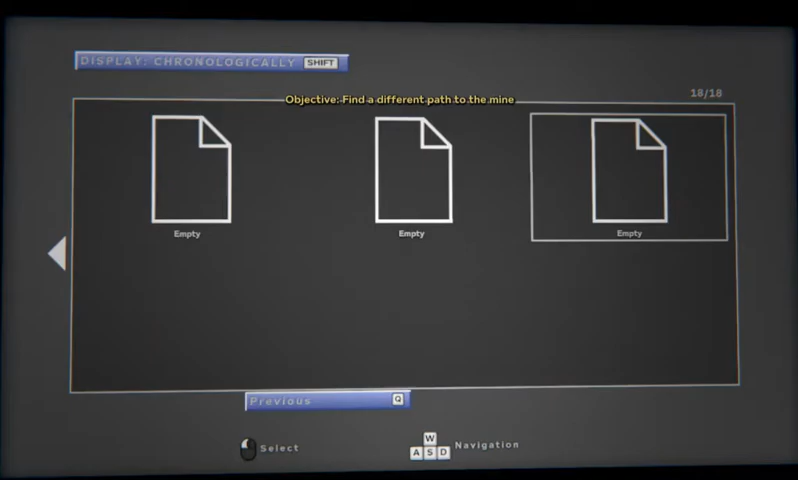 DISPLAY: CHRONOLOGICALLY SHIFT
18/18
Objective: Find a different path to the mine
Empty Empty Empty
Previous Q
Select
W
A S D Navigation